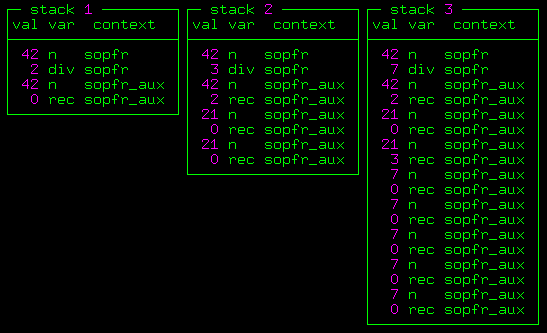 stack 1
val var context
42 n sopfr
2 div sopfr
42 n sopfr_aux
0 rec sopfr_aux
stack 2
val var context
42 n sopfr
3 div sopfr
42 n sopfr_aux
2 rec sopfr_aux
21 n sopfr_aux
0 rec sopfr_aux
21 n sopfr_aux
0 rec sopfr_aux
stack 3
val var context
42 n sopfr
7 div sopfr
42 n sopfr_aux
2 rec sopfr_aux
21 n sopfr_aux
0 rec sopfr_aux
21 n sopfr_aux
3 rec sopfr_aux
7 n sopfr_aux
0 rec sopfr_aux
7 n sopfr_aux
0 rec sopfr_aux
7 n sopfr_aux
0 rec sopfr_aux
7 n sopfr_aux
0 rec sopfr_aux
7 n sopfr_aux
0 rec sopfr_aux